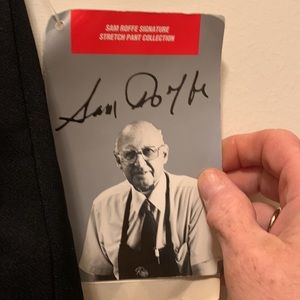 SAM ROFFE SIGNATURE
STRETCH PANT COLLECTION
Sam Roffe